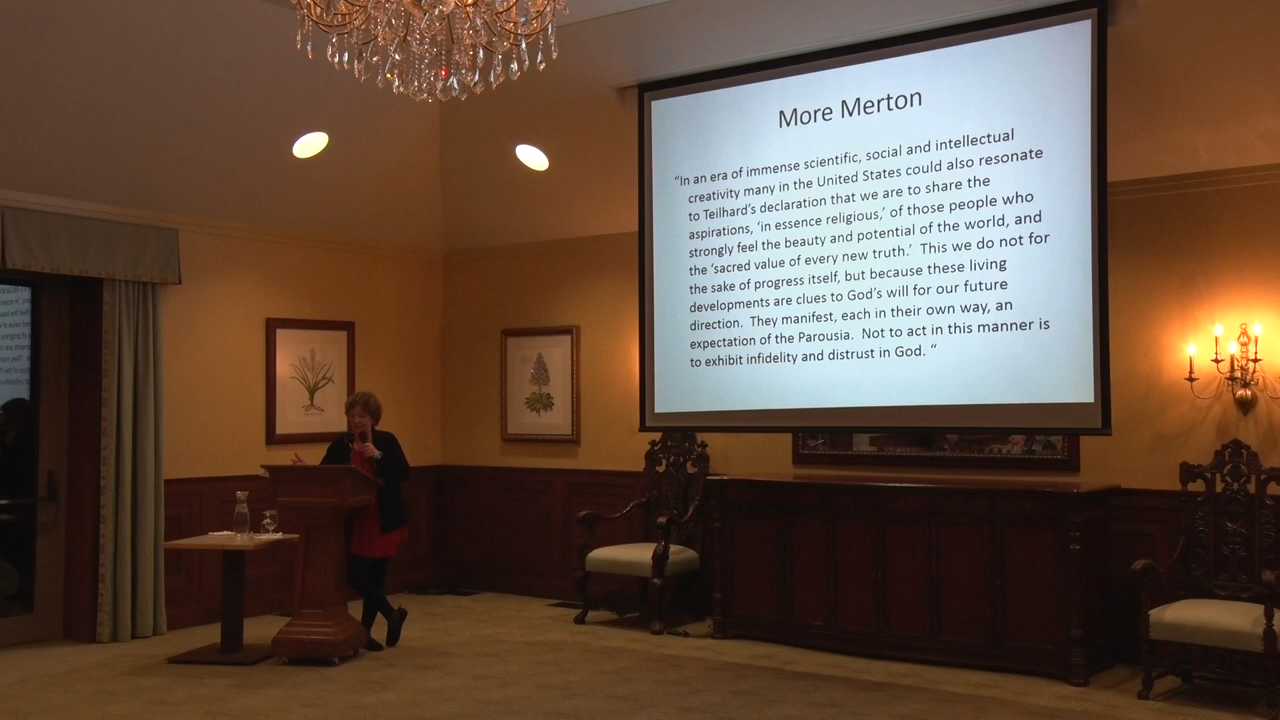 More Merton
“In an era of immense scientific, social and intellectual
creativity many in the United States could also resonate
to Teilhard’s declaration that we are to share the
aspirations, ‘in essence religious,’ of those people who
strongly feel the beauty and potential of the world, and
the ‘sacred value of every new truth.’  This we do not for
the sake of progress itself, but because these living
developments are clues to God’s will for our future
direction.  They manifest, each in their own way, an
expectation of the Parousia.  Not to act in this manner is
to exhibit infidelity and distrust in God. “